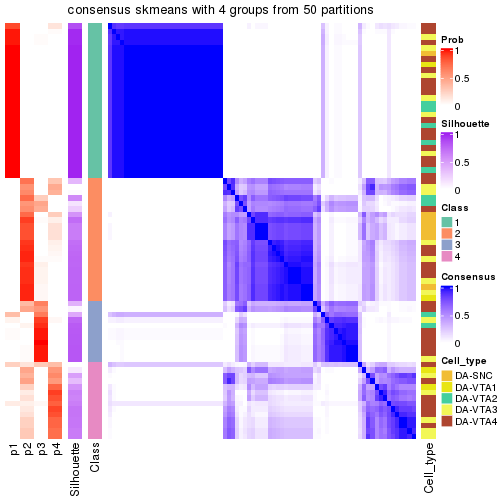 consensus skmeans with 4 groups from 50 partitions
Prob
1
0.5
0
Silhouette
1
0.5
0
Class
1
2
3
4
Consensus
1
0.5
0
Cell_type
DA-SNC
DA-VTA1
DA-VTA2
DA-VTA3
DA-VTA4
p1
p2
p3
p4
Silhouette
Class
Cell_type